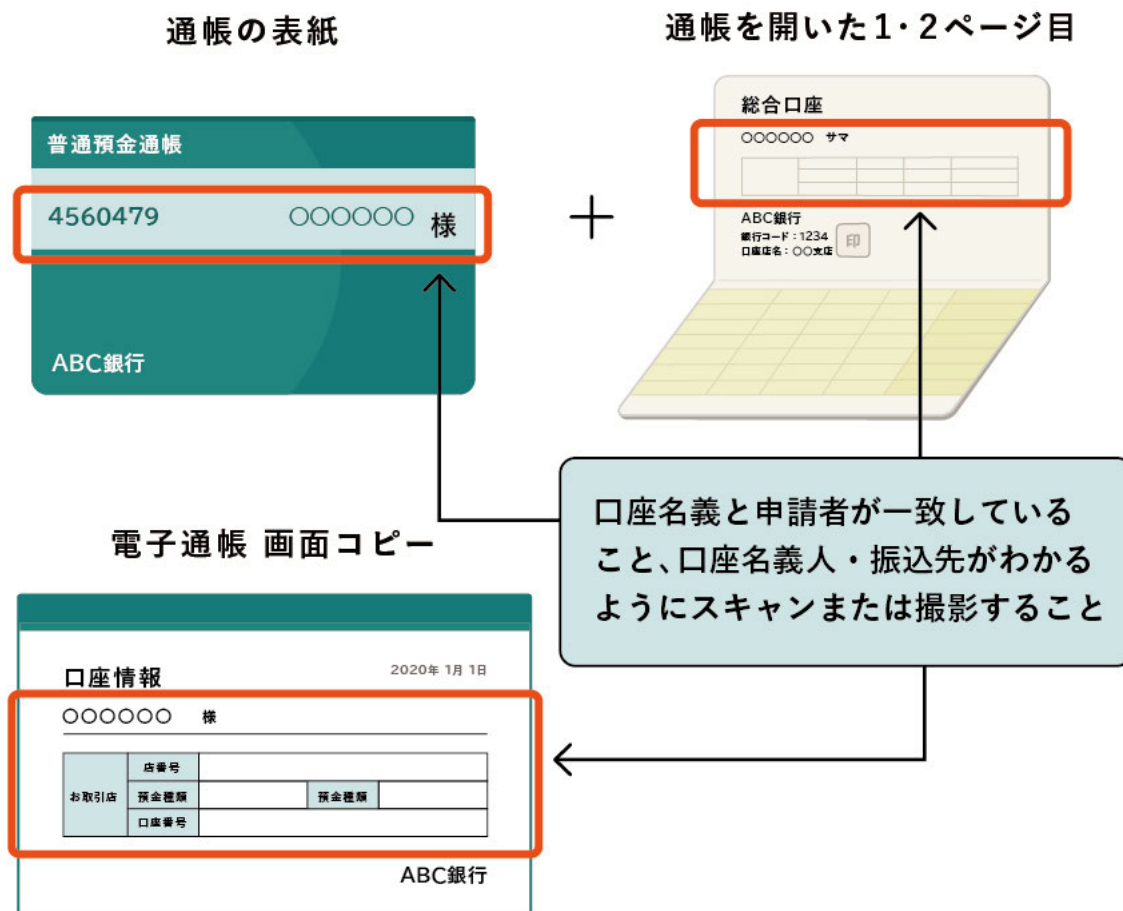 通帳の表紙
普通預金通帳
4560479 ○○○○○○ 様
ABC銀行
+
通帳を開いた1・2ページ目
総合口座
○○○○○○ サマ
ABC銀行
銀行コード：1234
口座店名：○○支店
印
口座名義と申請者が一致している
こと、口座名義人・振込先がわかる
ようにスキャンまたは撮影すること
電子通帳 画面コピー
口座情報
2020年 1月 1日
○○○○○○ 様
お取引店
店番号
預金種類 預金種類
口座番号
ABC銀行